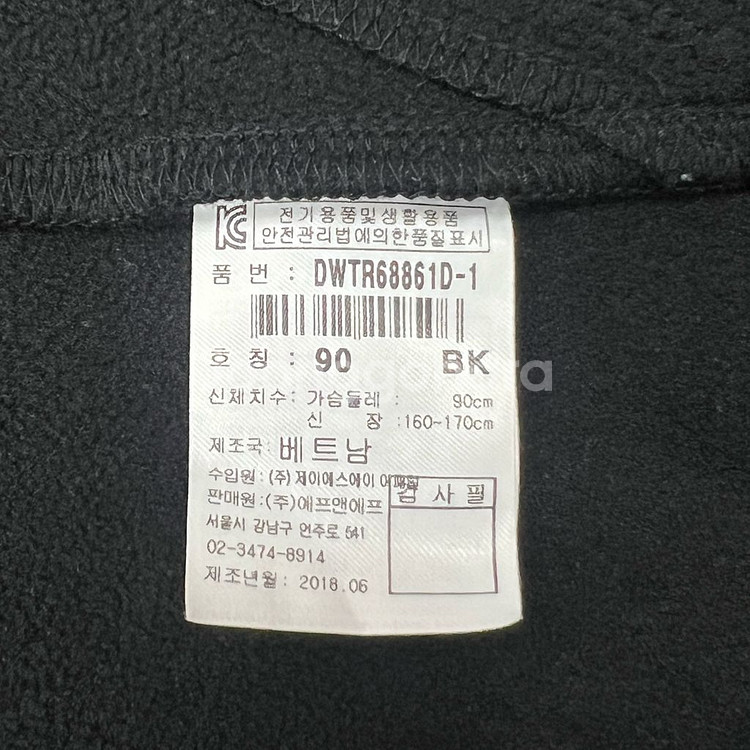 KC 전기용품및생활용품
안전관리법에의한품질표시
품 번 : DWTR68861D-1
호 칭 : 90 BK
신체치수: 가슴둘레 : 90cm
신 장 :160~170cm
제조국: 베트남
수입원: (주) 제이에스에이
판매원:(주)에프앤에프
검 사 필
서울시 강남구 언주로 541
02-3474-8914
제조년월: 2018.06